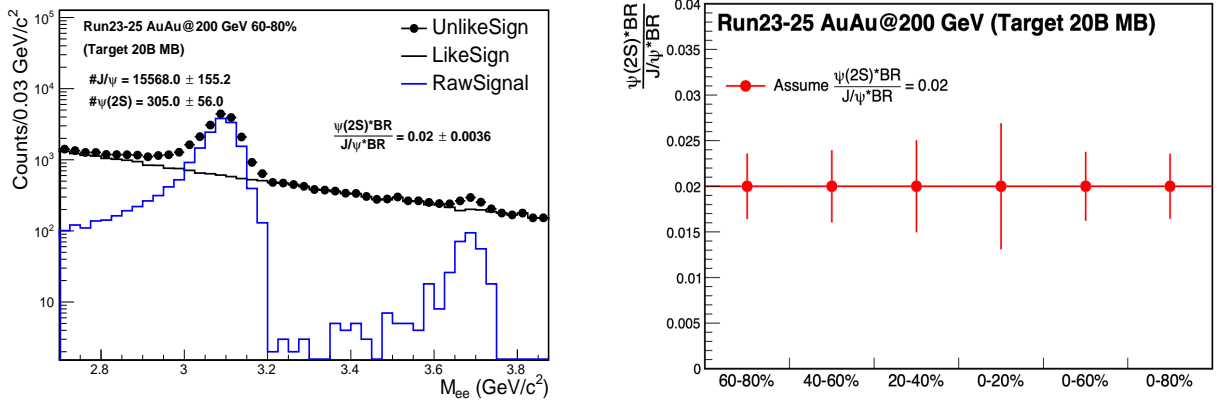 Run23-25 AuAu@200 GeV 60-80%
(Target 20B MB)
#J/ψ = 15568.0 ± 155.2
#ψ(2S) = 305.0 ± 56.0
UnlikeSign
LikeSign
RawSignal
ψ(2S)*BR
J/ψ*BR = 0.02 ± 0.0036
Counts/0.03 GeV/c²
10⁵
10⁴
10³
10²
10
2.8 3 3.2 3.4 3.6 3.8
M_ee (GeV/c²)
Run23-25 AuAu@200 GeV (Target 20B MB)
Assume ψ(2S)*BR
J/ψ*BR = 0.02
ψ(2S)*BR
J/ψ*BR
0.04
0.035
0.03
0.025
0.02
0.015
0.01
0.005
0
60-80% 40-60% 20-40% 0-20% 0-60% 0-80%